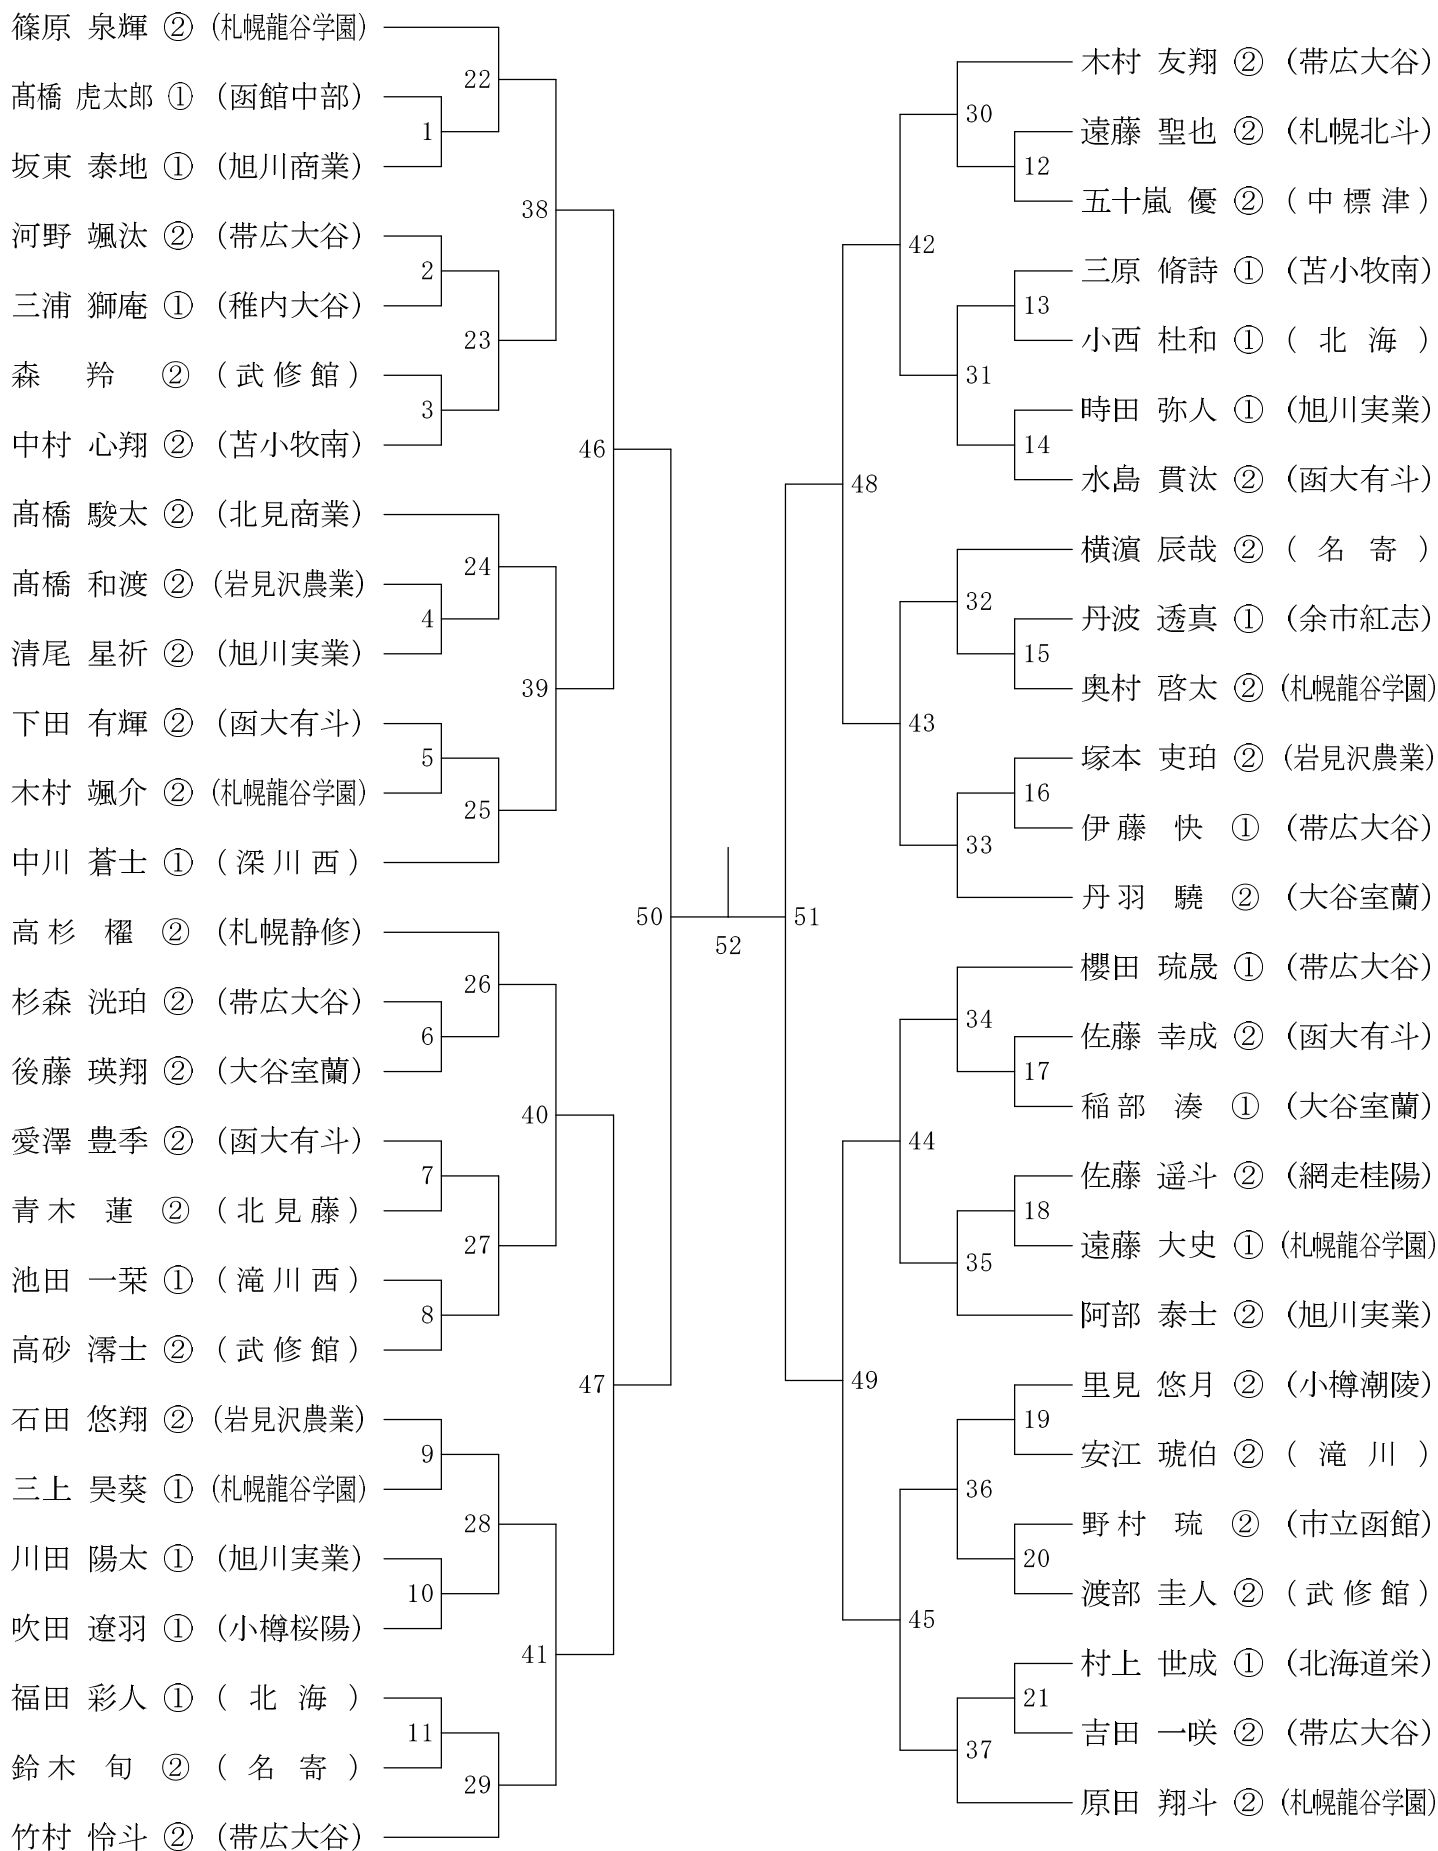 篠原 泉輝 ② (札幌龍谷学園)
髙橋 虎太郎 ① (函館中部)
坂東 泰地 ① (旭川商業)
河野 颯汰 ② (帯広大谷)
三浦 獅庵 ① (稚内大谷)
森 羚 ② (武修館)
中村 心翔 ② (苫小牧南)
髙橋 駿太 ② (北見商業)
髙橋 和渡 ② (岩見沢農業)
清尾 星祈 ② (旭川実業)
下田 有輝 ② (函大有斗)
木村 颯介 ② (札幌龍谷学園)
中川 蒼士 ① (深川西)
高杉 櫂 ② (札幌静修)
杉森 洸珀 ② (帯広大谷)
後藤 瑛翔 ② (大谷室蘭)
愛澤 豊季 ② (函大有斗)
青木 蓮 ② (北見藤)
池田 一栞 ① (滝川西)
高砂 澪士 ② (武修館)
石田 悠翔 ② (岩見沢農業)
三上 昊葵 ① (札幌龍谷学園)
川田 陽太 ① (旭川実業)
吹田 遼羽 ① (小樽桜陽)
福田 彩人 ① (北海)
鈴木 旬 ② (名寄)
竹村 怜斗 ② (帯広大谷)
1
2
3
4
5
6
7
8
9
10
11
22
23
24
25
26
27
28
29
38
39
40
41
46
47
50
52
51
48
49
42
43
44
45
30
31
32
33
34
35
36
37
12
13
14
15
16
17
18
19
20
21
木村 友翔 ② (帯広大谷)
遠藤 聖也 ② (札幌北斗)
五十嵐 優 ② (中標津)
三原 脩詩 ① (苫小牧南)
小西 杜和 ① (北海)
時田 弥人 ① (旭川実業)
水島 貫汰 ② (函大有斗)
横濵 辰哉 ② (名寄)
丹波 透真 ① (余市紅志)
奥村 啓太 ② (札幌龍谷学園)
塚本 吏珀 ② (岩見沢農業)
伊藤 快 ① (帯広大谷)
丹羽 驍 ② (大谷室蘭)
櫻田 琉晟 ① (帯広大谷)
佐藤 幸成 ② (函大有斗)
稲部 湊 ① (大谷室蘭)
佐藤 遥斗 ② (網走桂陽)
遠藤 大史 ① (札幌龍谷学園)
阿部 泰士 ② (旭川実業)
里見 悠月 ② (小樽潮陵)
安江 琥伯 ② (滝川)
野村 琉 ② (市立函館)
渡部 圭人 ② (武修館)
村上 世成 ① (北海道栄)
吉田 一咲 ② (帯広大谷)
原田 翔斗 ② (札幌龍谷学園)